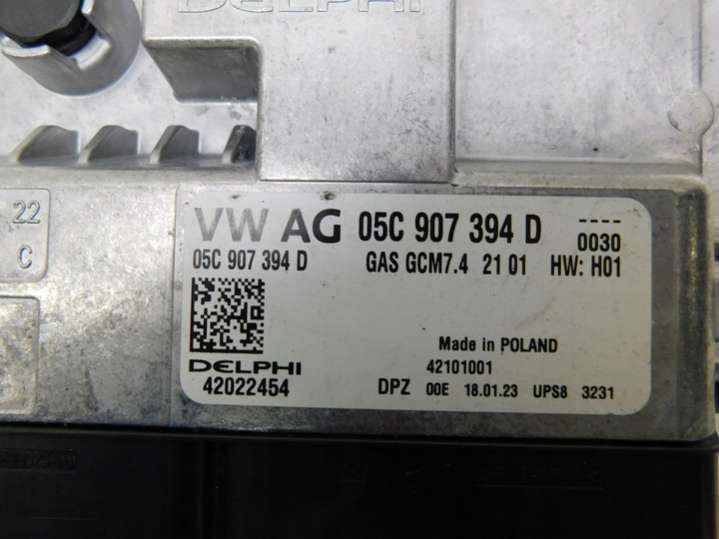 DELPHI
22
C
VW AG 05C 907 394 D ----
0030
05C 907 394 D GAS GCM7.4 21 01 HW: H01
Made in POLAND
DELPHI 42101001
42022454 DPZ 00E 18.01.23 UPS8 3231